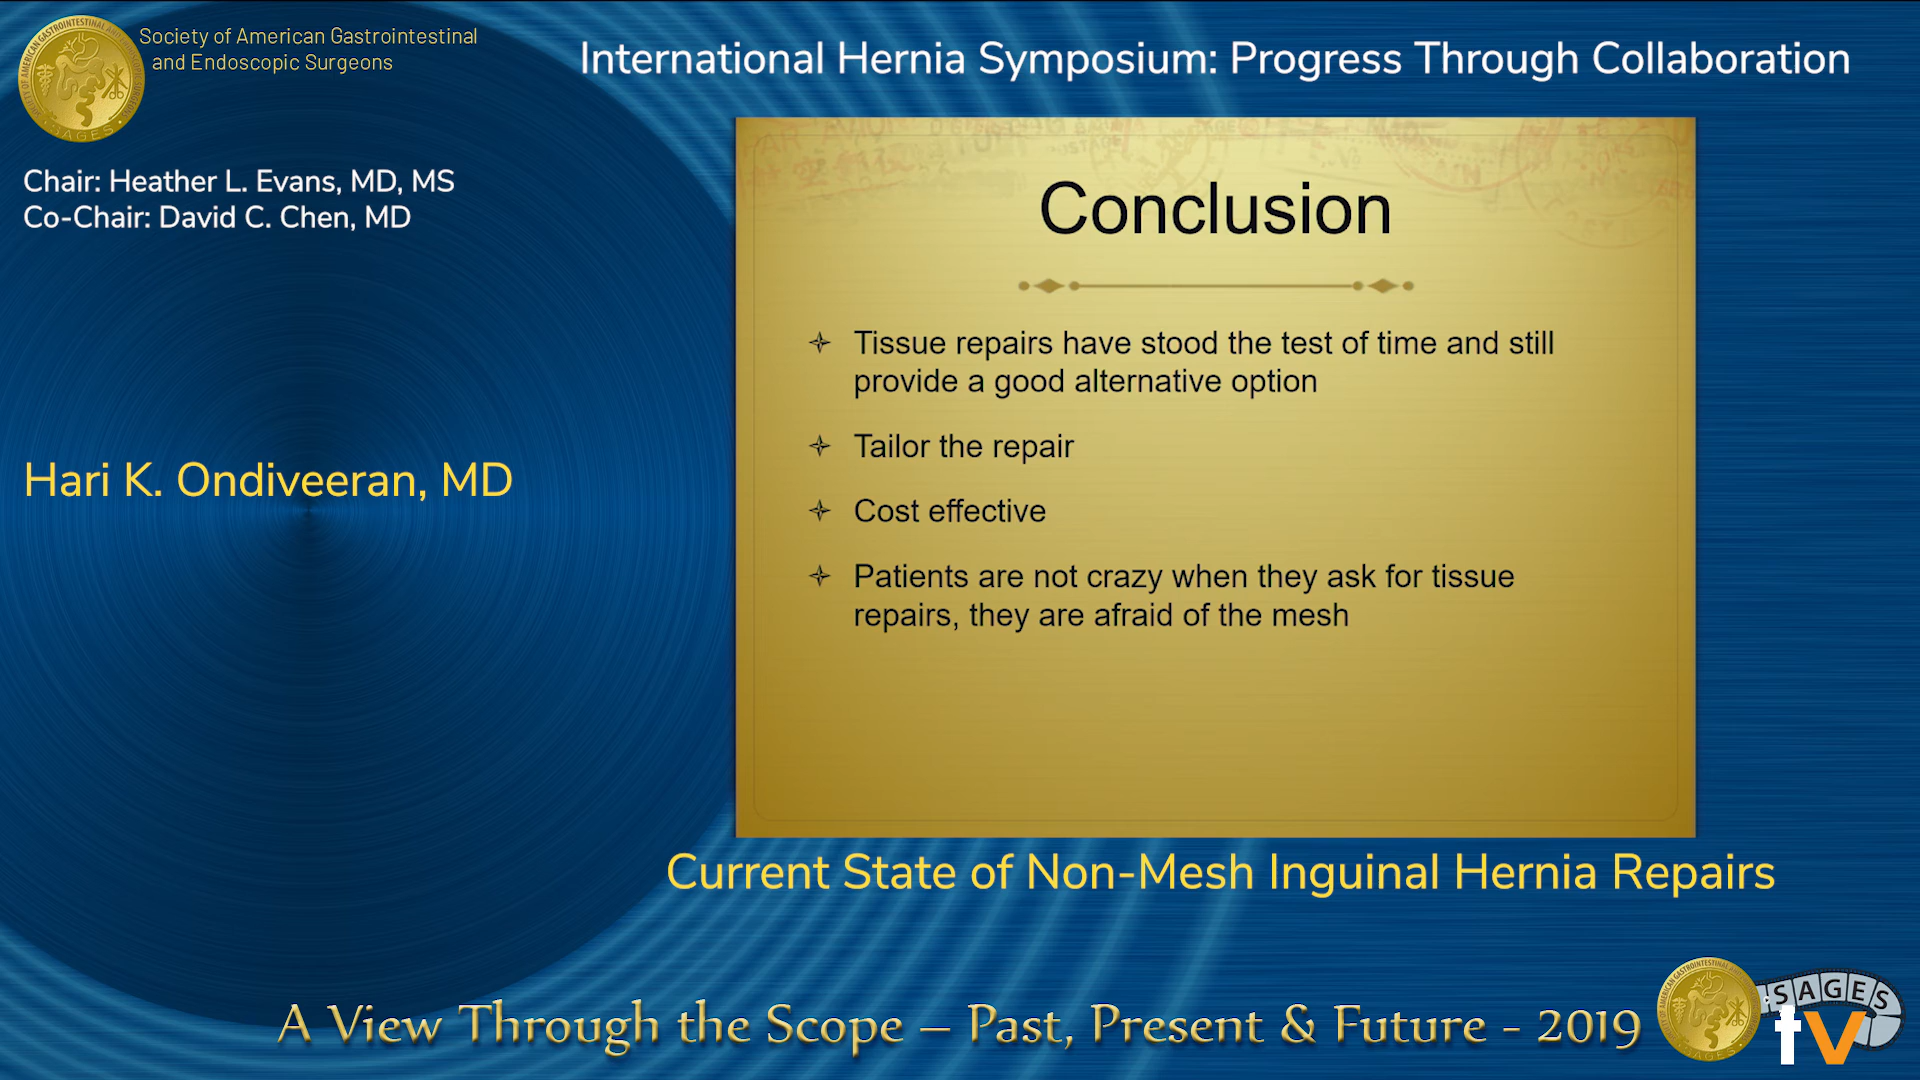 Society of American Gastrointestinal
and Endoscopic Surgeons
International Hernia Symposium: Progress Through Collaboration
Chair: Heather L. Evans, MD, MS
Co-Chair: David C. Chen, MD
Hari K. Ondiveeran, MD
Conclusion
Tissue repairs have stood the test of time and still
provide a good alternative option
Tailor the repair
Cost effective
Patients are not crazy when they ask for tissue
repairs, they are afraid of the mesh
Current State of Non-Mesh Inguinal Hernia Repairs
A View Through the Scope – Past, Present & Future - 2019
SAGES
tv